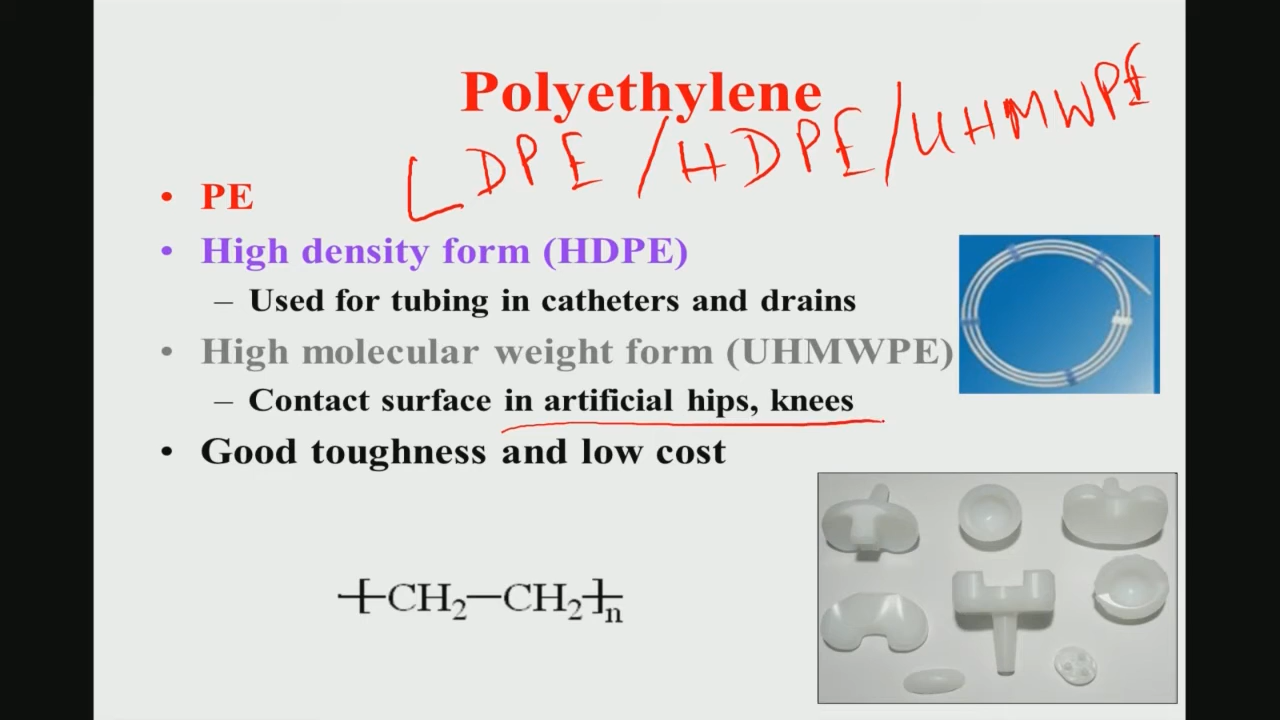 Polyethylene
LDPE / HDPE / UHMWPE
• PE
• High density form (HDPE)
– Used for tubing in catheters and drains
• High molecular weight form (UHMWPE)
– Contact surface in artificial hips, knees
• Good toughness and low cost
[CH₂—CH₂]ₙ